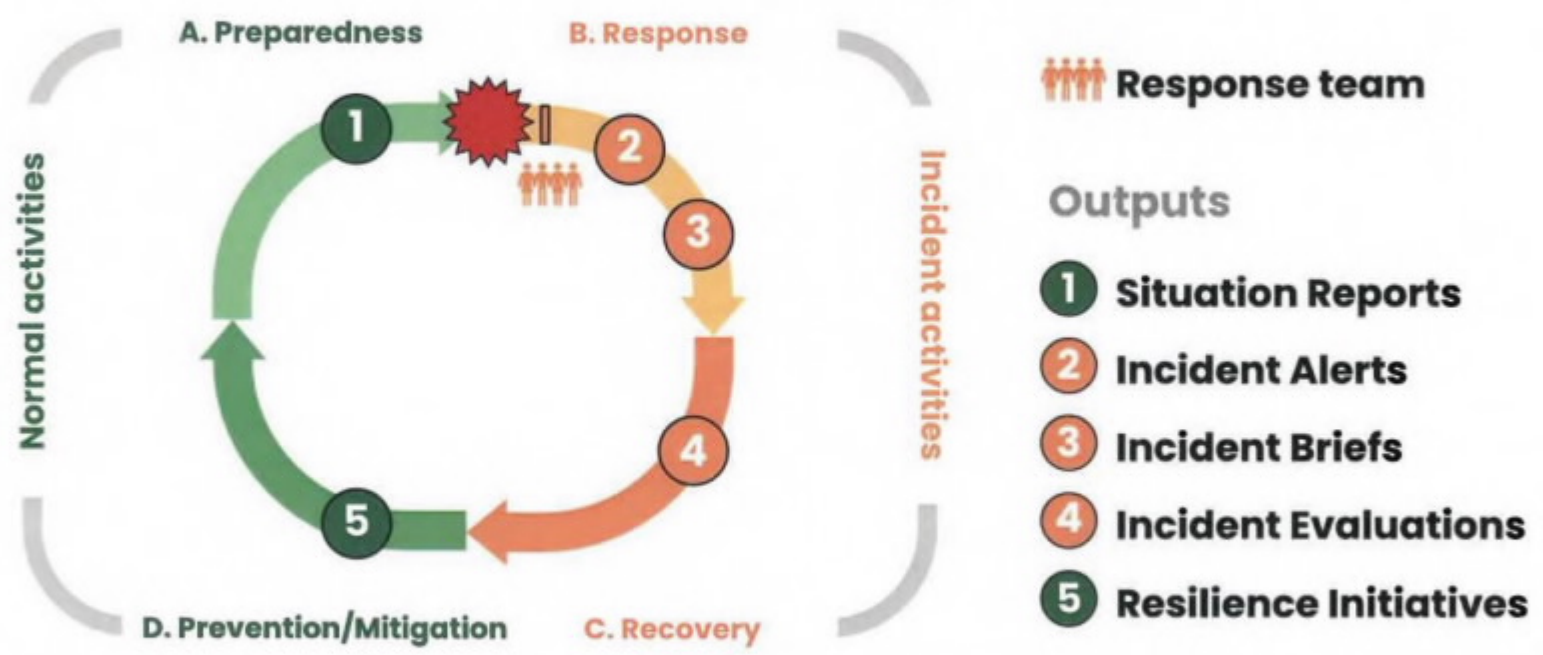 A. Preparedness
B. Response
Normal activities
Incident activities
1
2
3
4
5
D. Prevention/Mitigation
C. Recovery
Response team
Outputs
1 Situation Reports
2 Incident Alerts
3 Incident Briefs
4 Incident Evaluations
5 Resilience Initiatives